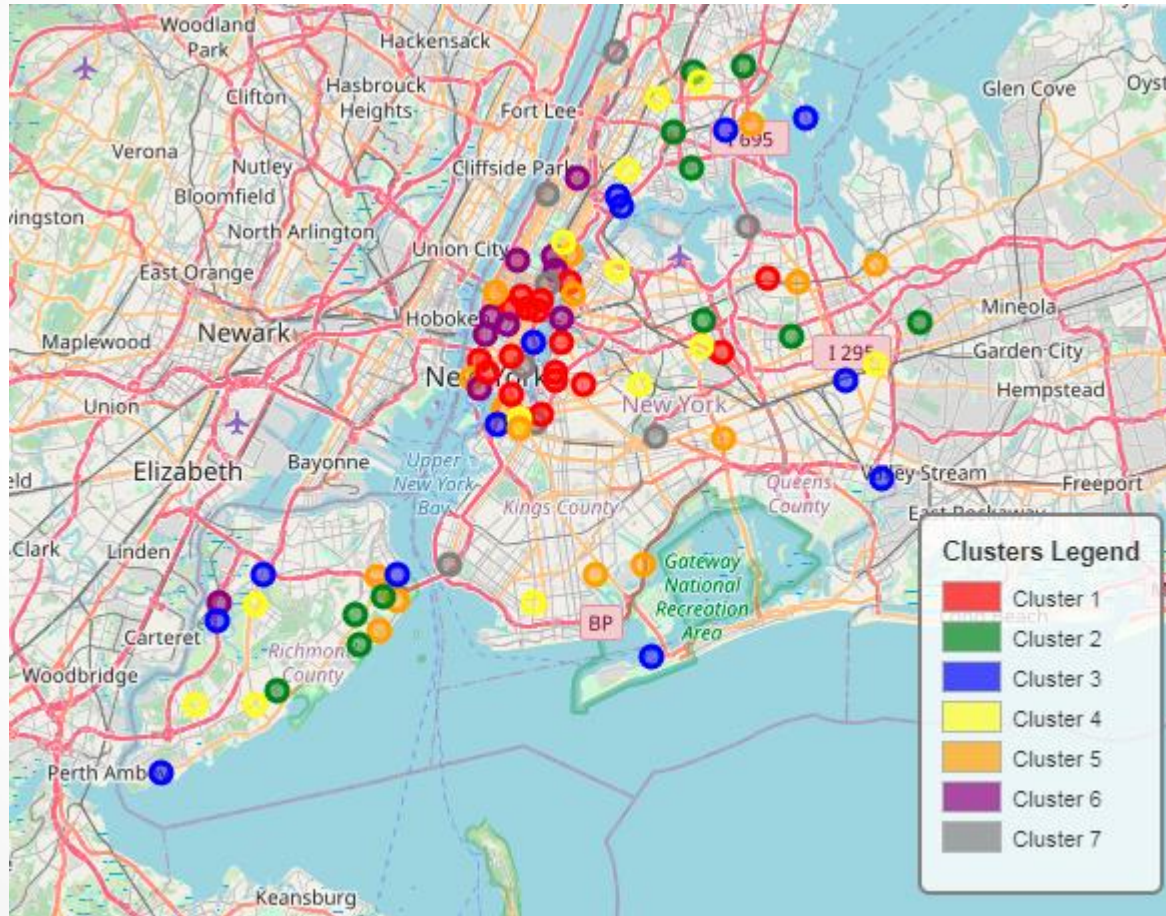 Woodland
Park
Hackensack
Hasbrouck
Heights
Glen Cove
Oyst
Clifton
Fort Lee
Verona
695
Nutley
Cliffside Park
Bloomfield
vingston
North Arlington
Union City
East Orange
Mineola
Hoboken
Newark
Maplewood
I 295
Garden City
New York
Hempstead
Union
New York
Bayonne
Elizabeth
Upper
New York
Bay
Valley Stream
Queens
County
Freeport
eld
Kings County
East Rockaway
Clark
Linden
Gateway
National
Recreation
Area
Clusters Legend
Cluster 1
BP
Cluster 2
Carteret
Richmond
County
Woodbridge
Cluster 3
Cluster 4
Cluster 5
Perth Amboy
Cluster 6
Cluster 7
Keansburg